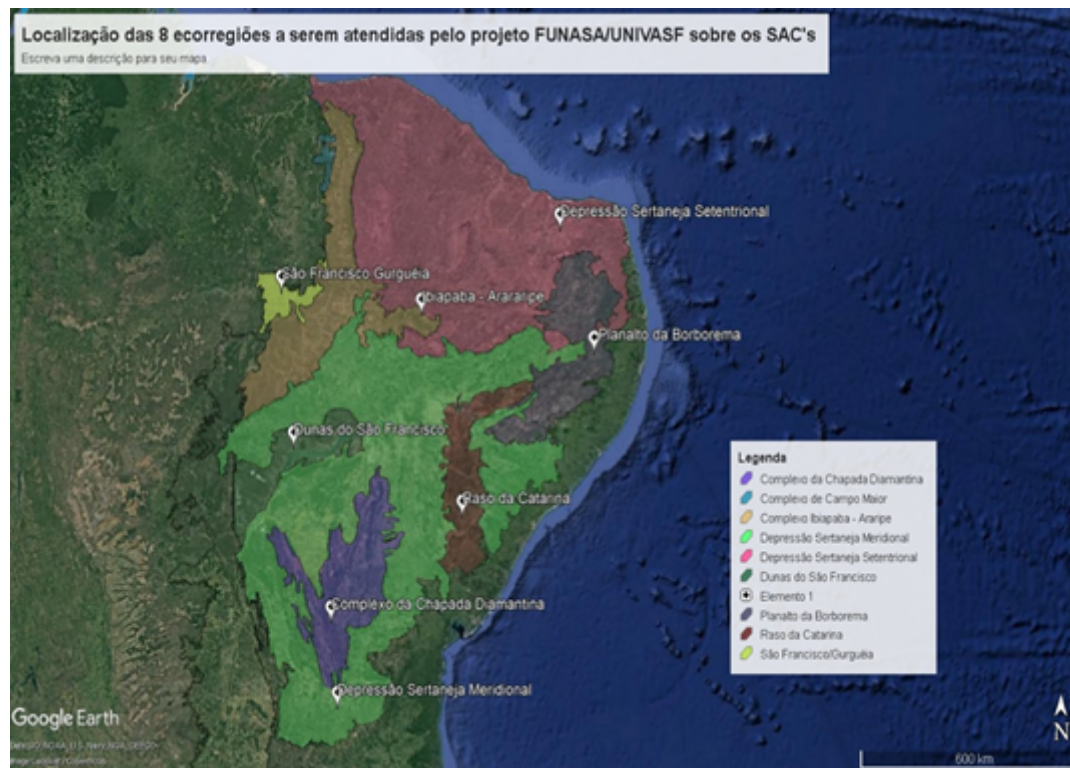 Localização das 8 ecorregiões a serem atendidas pelo projeto FUNASA/UNIVASF sobre os SAC's
Escreva uma descrição para seu mapa
Depressão Sertaneja Setentrional
São Francisco Gurguéia
Ibiapaba - Arararipe
Planalto da Borborema
Dunas do São Francisco
Raso da Catarina
Complexo da Chapada Diamantina
Depressão Sertaneja Meridional
Legenda
Complexo da Chapada Diamantina
Complexo de Campo Maior
Complexo Ibiapaba - Araripe
Depressão Sertaneja Meridional
Depressão Sertaneja Setentrional
Dunas do São Francisco
Elemento 1
Planalto da Borborema
Raso da Catarina
São Francisco/Gurguéia
Google Earth
N
600 km